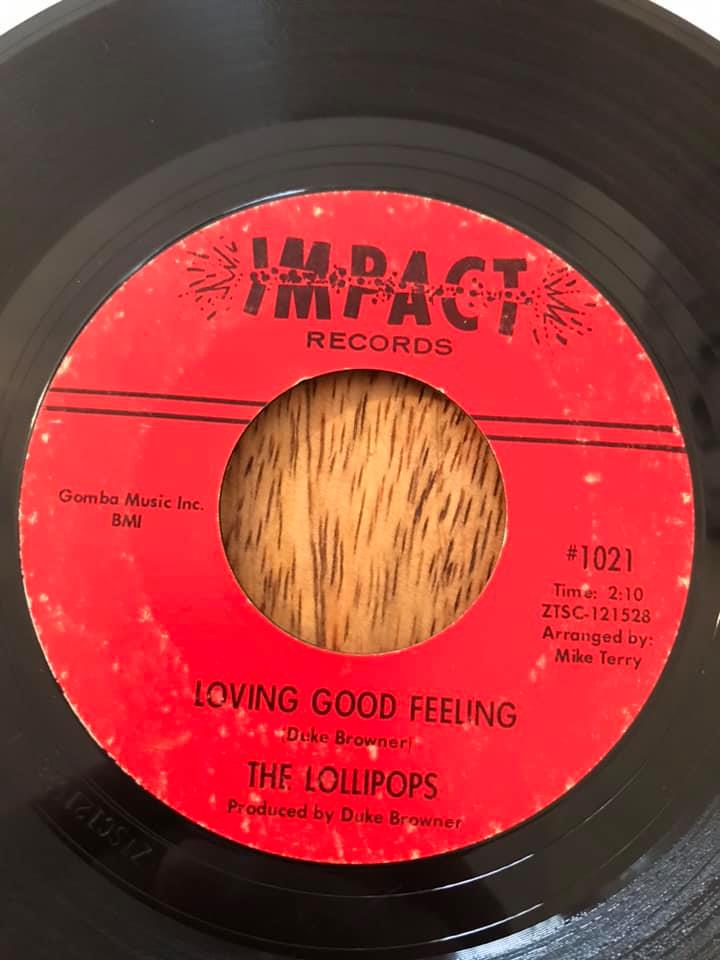 IMPACT
RECORDS
Gomba Music Inc.
BMI
#1021
Time: 2:10
ZTSC-121528
Arranged by:
Mike Terry
LOVING GOOD FEELING
(Duke Browner)
THE LOLLIPOPS
Produced by Duke Browner